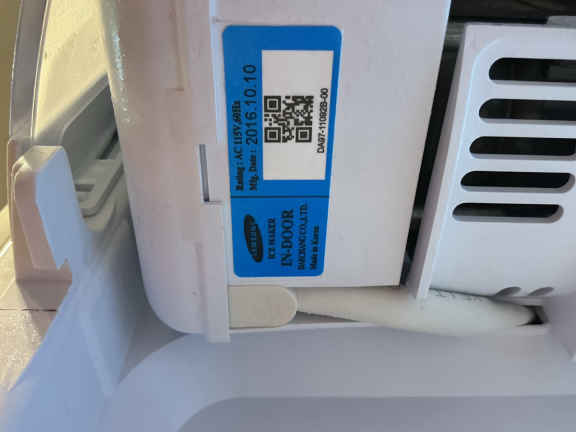 Rating : AC 115V,60Hz
Mfg. Date : 2016.10.10
DA97-11092B-00
SAMSUNG
ICE MAKER
IN-DOOR
DAECHANG CO.,LTD.
Made in Korea